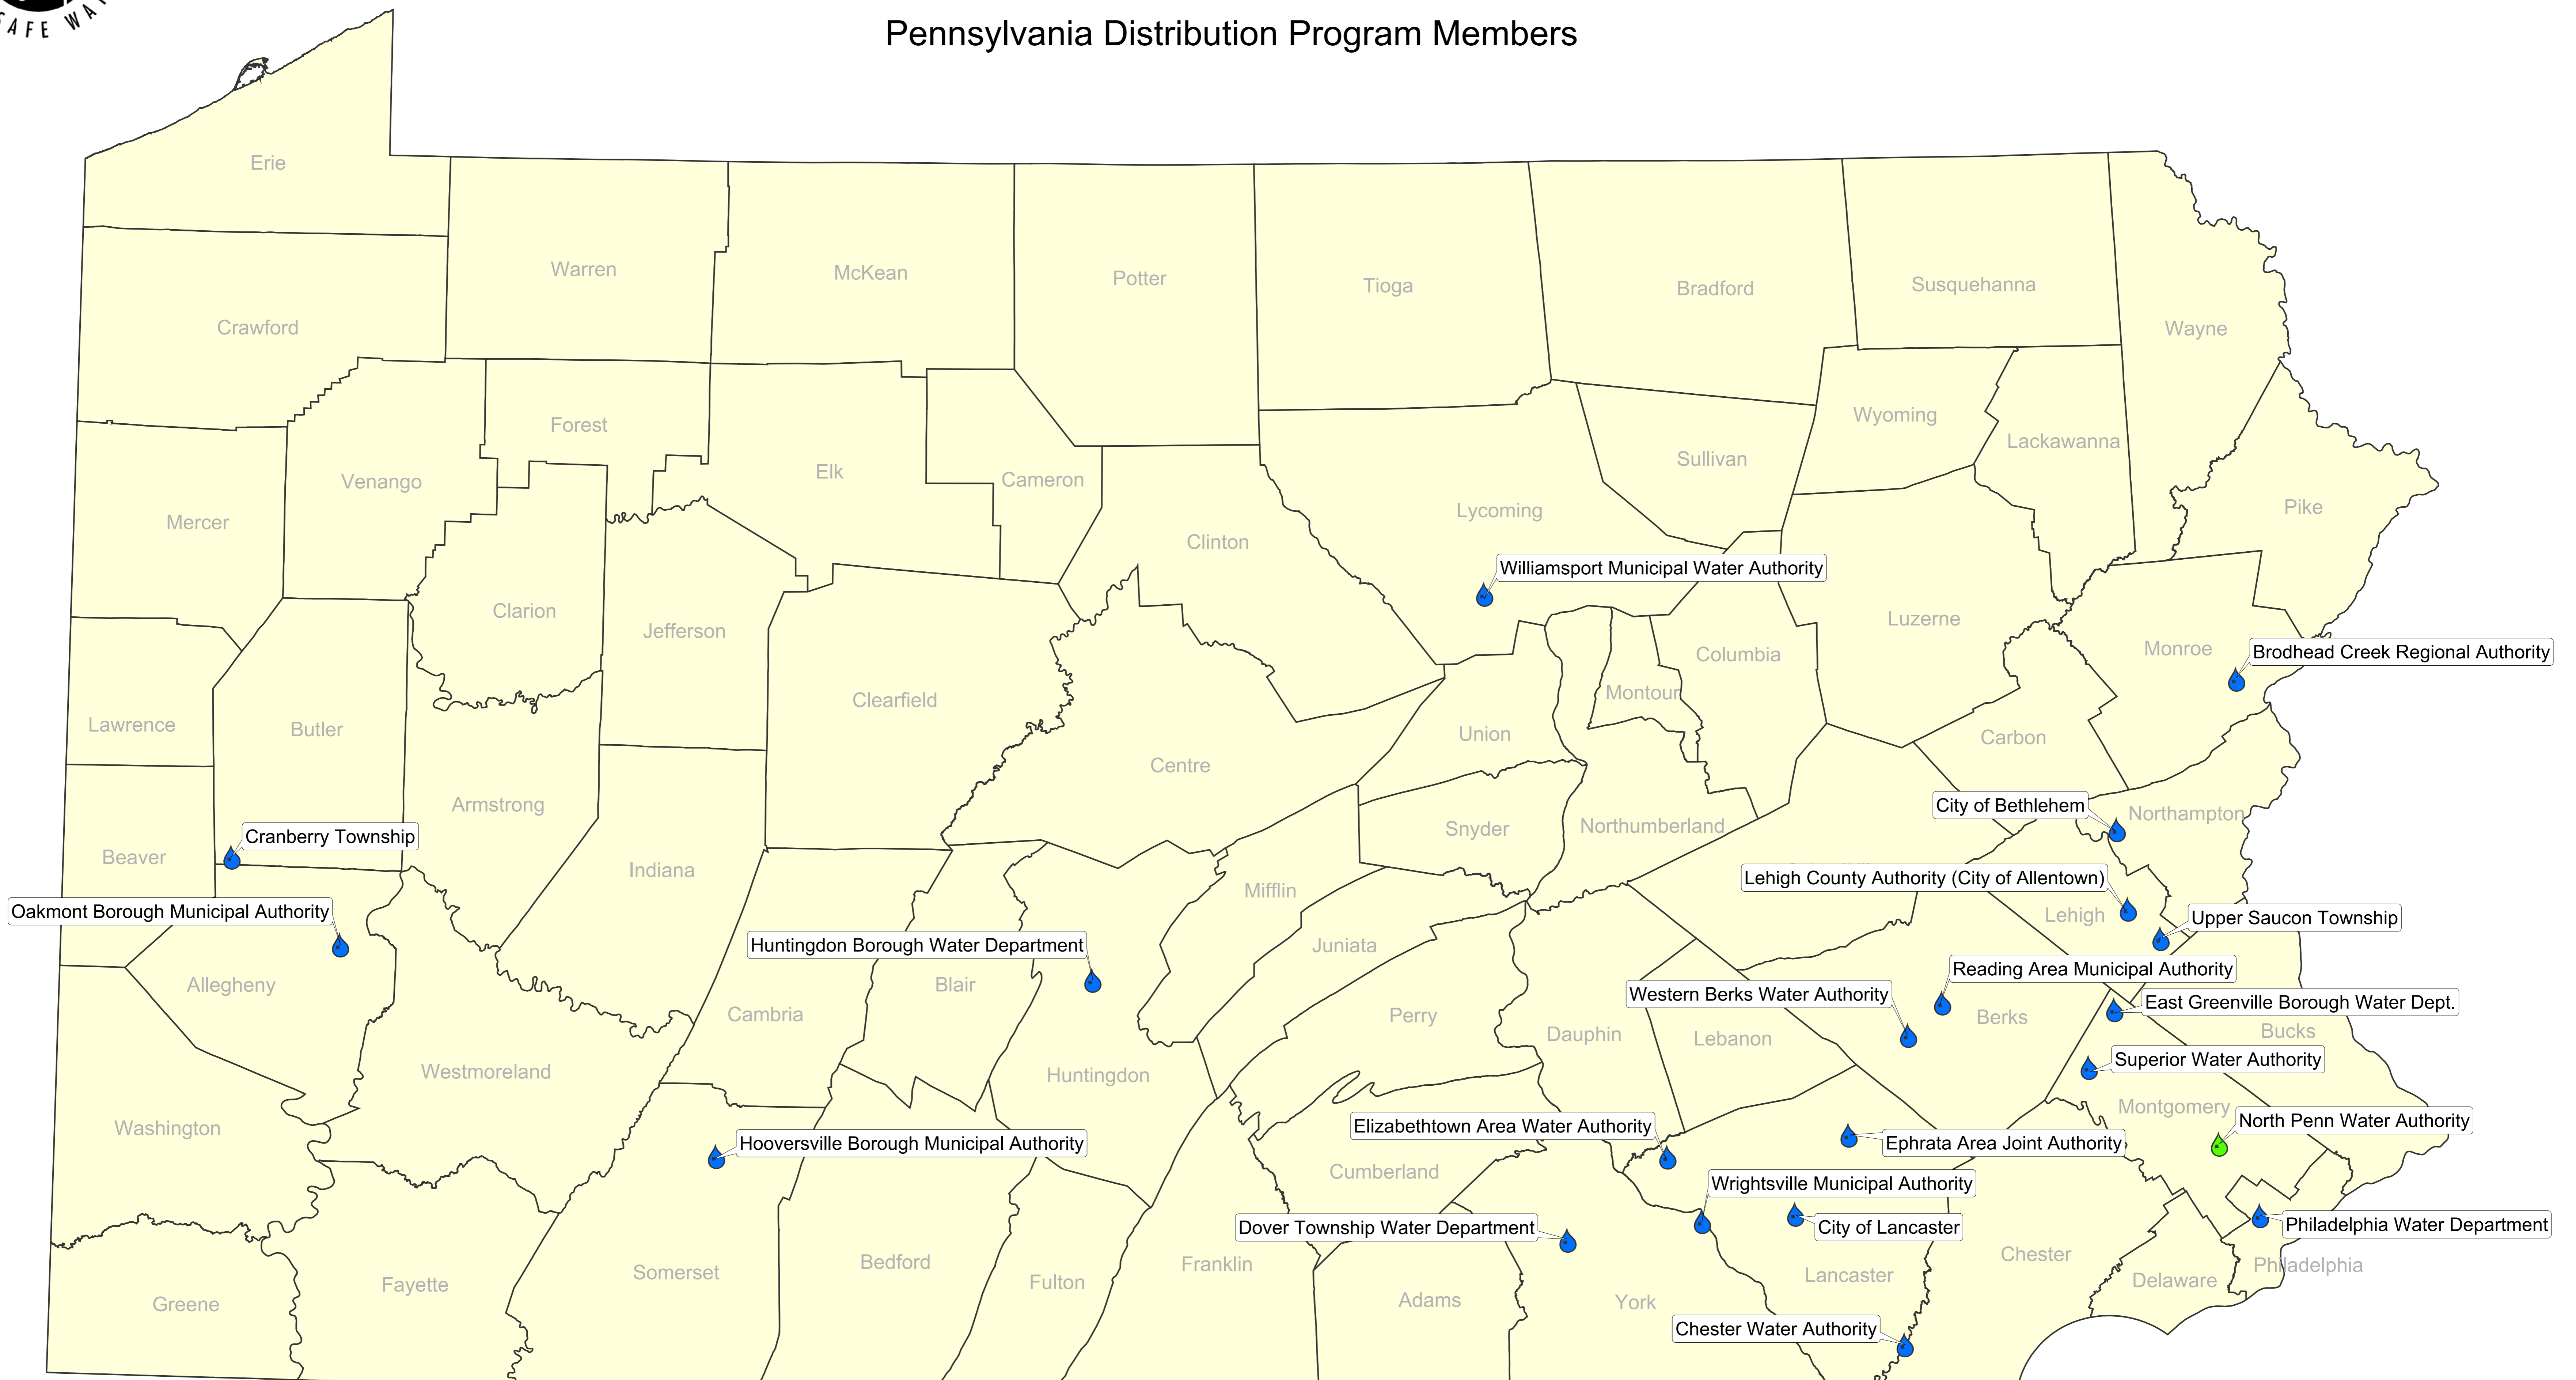 SAFE WA
Pennsylvania Distribution Program Members
Erie
Warren
McKean
Potter
Tioga
Bradford
Susquehanna
Wayne
Crawford
Forest
Venango
Elk
Cameron
Mercer
Clinton
Lycoming
Sullivan
Wyoming
Lackawanna
Pike
Williamsport Municipal Water Authority
Clarion
Jefferson
Luzerne
Columbia
Monroe
Brodhead Creek Regional Authority
Lawrence
Butler
Clearfield
Montour
Union
Carbon
Centre
Armstrong
City of Bethlehem
Northampton
Snyder
Northumberland
Cranberry Township
Beaver
Indiana
Mifflin
Lehigh County Authority (City of Allentown)
Oakmont Borough Municipal Authority
Lehigh
Upper Saucon Township
Huntingdon Borough Water Department
Juniata
Allegheny
Blair
Reading Area Municipal Authority
Western Berks Water Authority
East Greenville Borough Water Dept.
Cambria
Perry
Berks
Dauphin
Lebanon
Bucks
Westmoreland
Huntingdon
Superior Water Authority
Montgomery
Washington
Elizabethtown Area Water Authority
North Penn Water Authority
Hooversville Borough Municipal Authority
Ephrata Area Joint Authority
Cumberland
Wrightsville Municipal Authority
Dover Township Water Department
City of Lancaster
Philadelphia Water Department
Greene
Fayette
Somerset
Bedford
Fulton
Franklin
Adams
York
Lancaster
Chester
Delaware
Philadelphia
Chester Water Authority